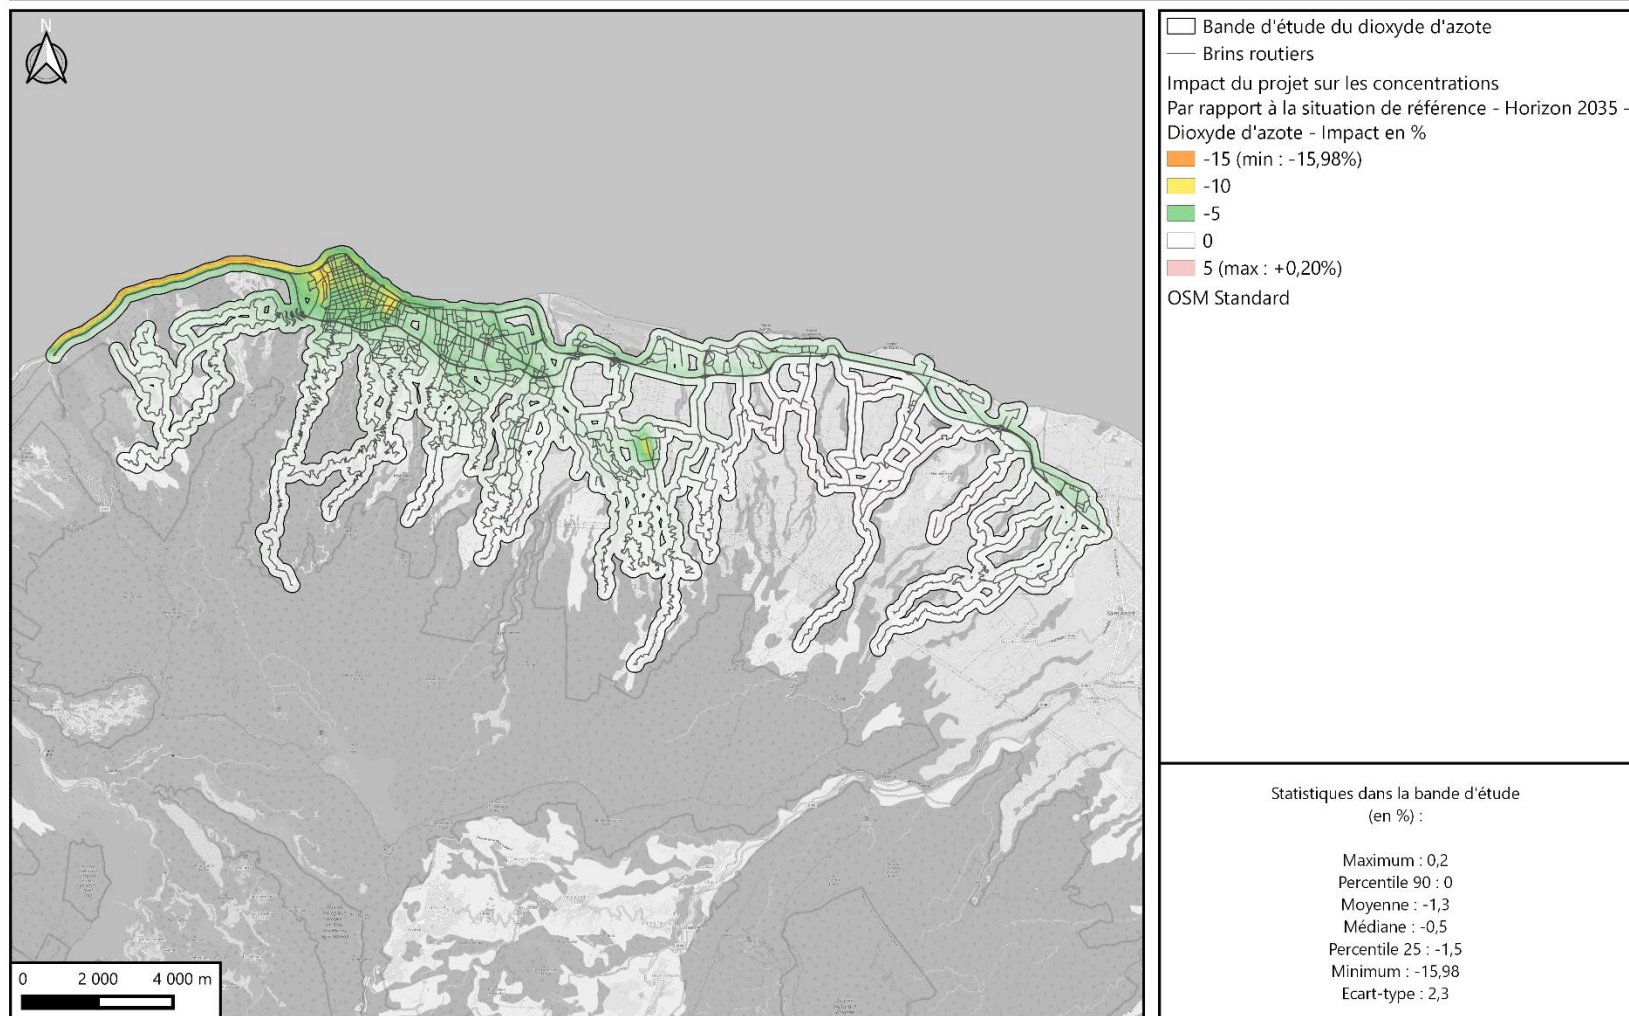 N
0 2 000 4 000 m
Bande d'étude du dioxyde d'azote
Brins routiers
Impact du projet sur les concentrations
Par rapport à la situation de référence - Horizon 2035 -
Dioxyde d'azote - Impact en %
-15 (min : -15,98%)
-10
-5
0
5 (max : +0,20%)
OSM Standard
Statistiques dans la bande d'étude
(en %) :
Maximum : 0,2
Percentile 90 : 0
Moyenne : -1,3
Médiane : -0,5
Percentile 25 : -1,5
Minimum : -15,98
Ecart-type : 2,3